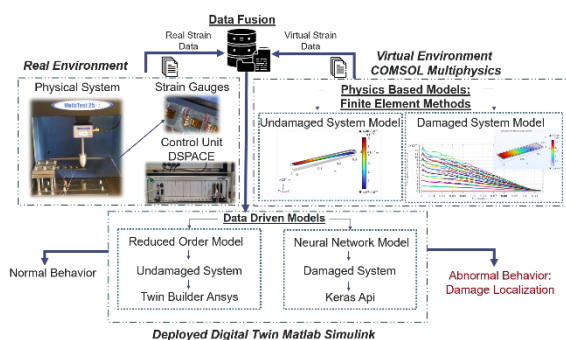 Data Fusion
Real Strain
Data
Virtual Strain
Data
Real Environment
Virtual Environment
COMSOL Multiphysics
Physical System
Strain Gauges
MultiTest 25
Control Unit
DSPACE
Physics Based Models:
Finite Element Methods
Undamaged System Model
Damaged System Model
Data Driven Models
Reduced Order Model
Neural Network Model
Undamaged System
Damaged System
Twin Builder Ansys
Keras Api
Normal Behavior
Abnormal Behavior:
Damage Localization
Deployed Digital Twin Matlab Simulink